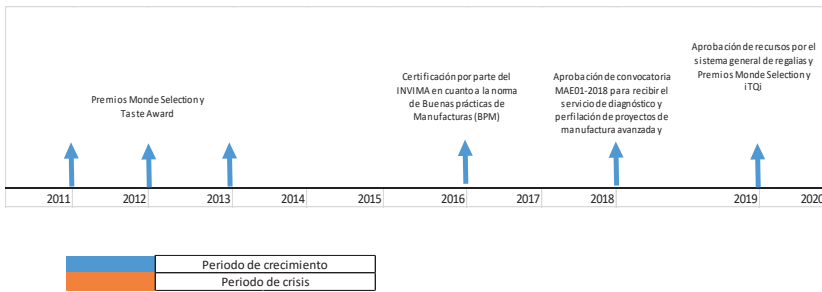 Premios Monde Selection y
Taste Award
Certificación por parte del
INVIMA en cuanto a la norma
de Buenas prácticas de
Manufacturas (BPM)
Aprobación de convocatoria
MAE01-2018 para recibir el
servicio de diagnóstico y
perfilación de proyectos de
manufactura avanzada y
Aprobación de recursos por el
sistema general de regalias y
Premios Monde Selection y
iTQi
2011 2012 2013 2014 2015 2016 2017 2018 2019 2020
Periodo de crecimiento
Periodo de crisis